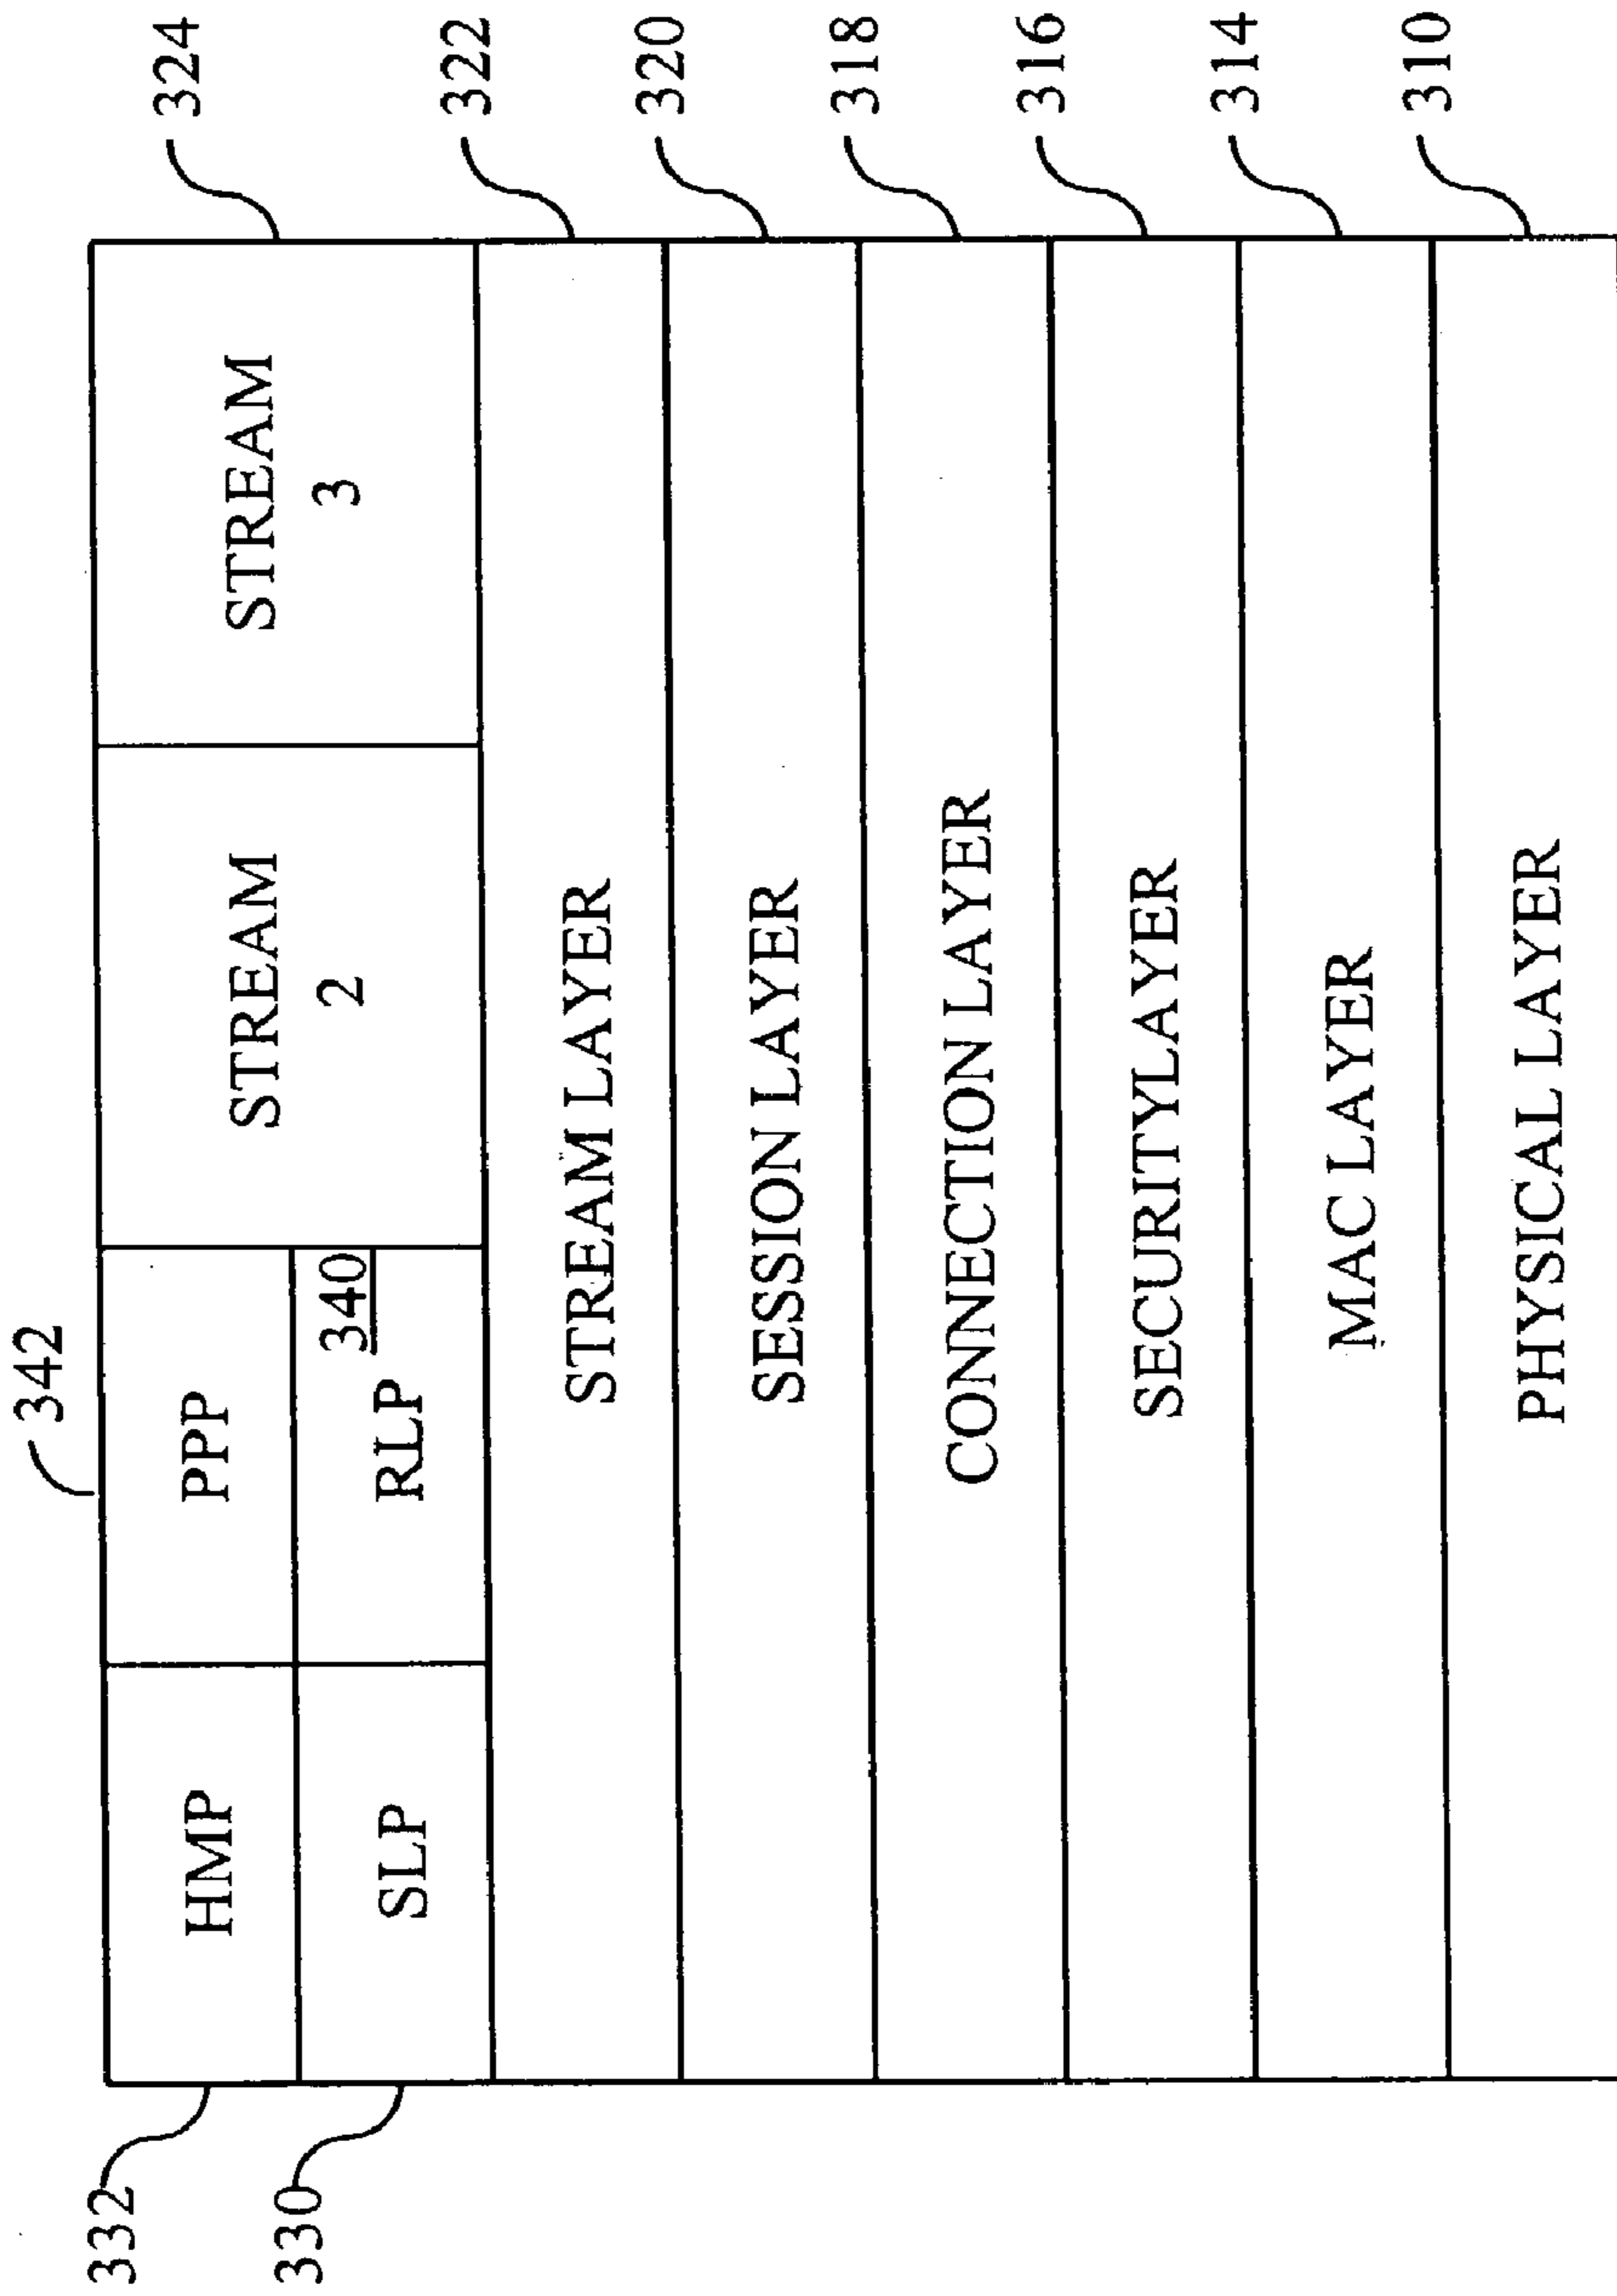 342
332
HMP
PPP
STREAM
2
STREAM
3
324
330
SLP
RLP
340
STREAM LAYER
322
SESSION LAYER
320
CONNECTION LAYER
318
SECURITYLAYER
316
MAC LAYER
314
PHYSICAL LAYER
310